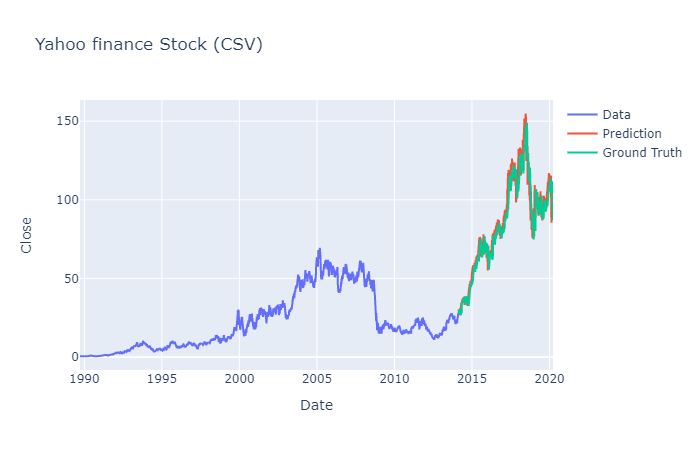 Yahoo finance Stock (CSV)
Data
Prediction
Ground Truth
150
100
50
0
Close
1990
1995
2000
2005
2010
2015
2020
Date